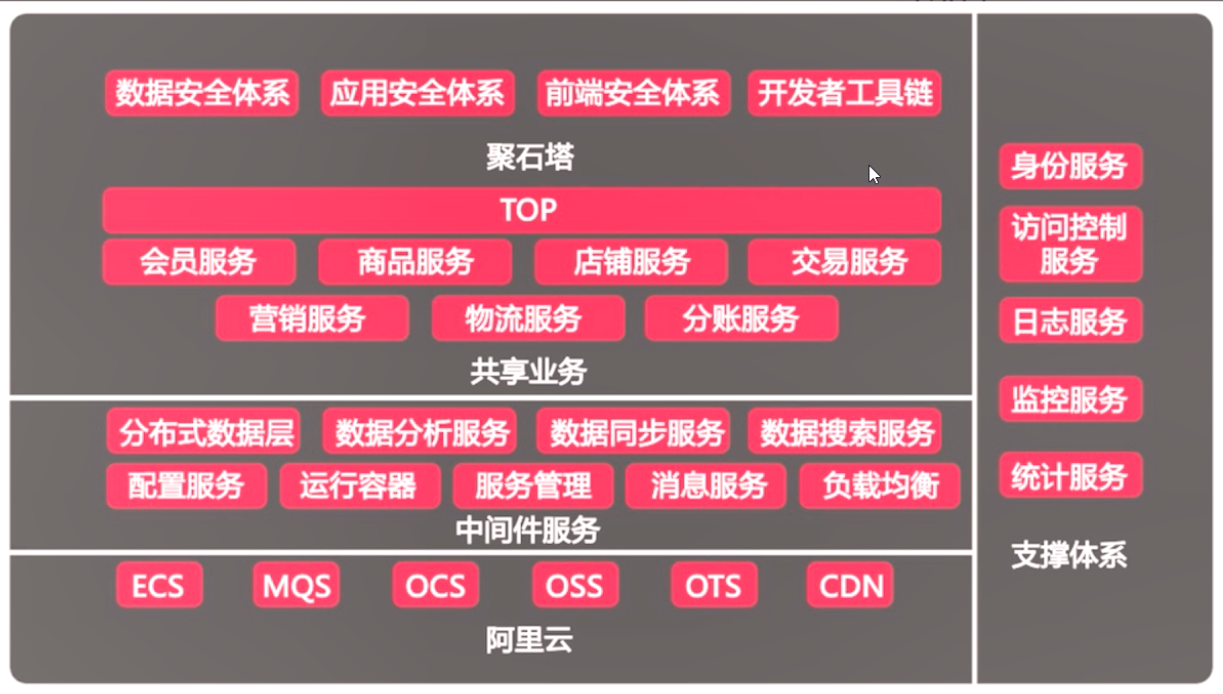 数据安全体系
应用安全体系
前端安全体系
开发者工具链
聚石塔
TOP
会员服务
商品服务
店铺服务
交易服务
营销服务
物流服务
分账服务
共享业务
分布式数据层
数据分析服务
数据同步服务
数据搜索服务
配置服务
运行容器
服务管理
消息服务
负载均衡
中间件服务
ECS
MQS
OCS
OSS
OTS
CDN
阿里云
身份服务
访问控制
服务
日志服务
监控服务
统计服务
支撑体系